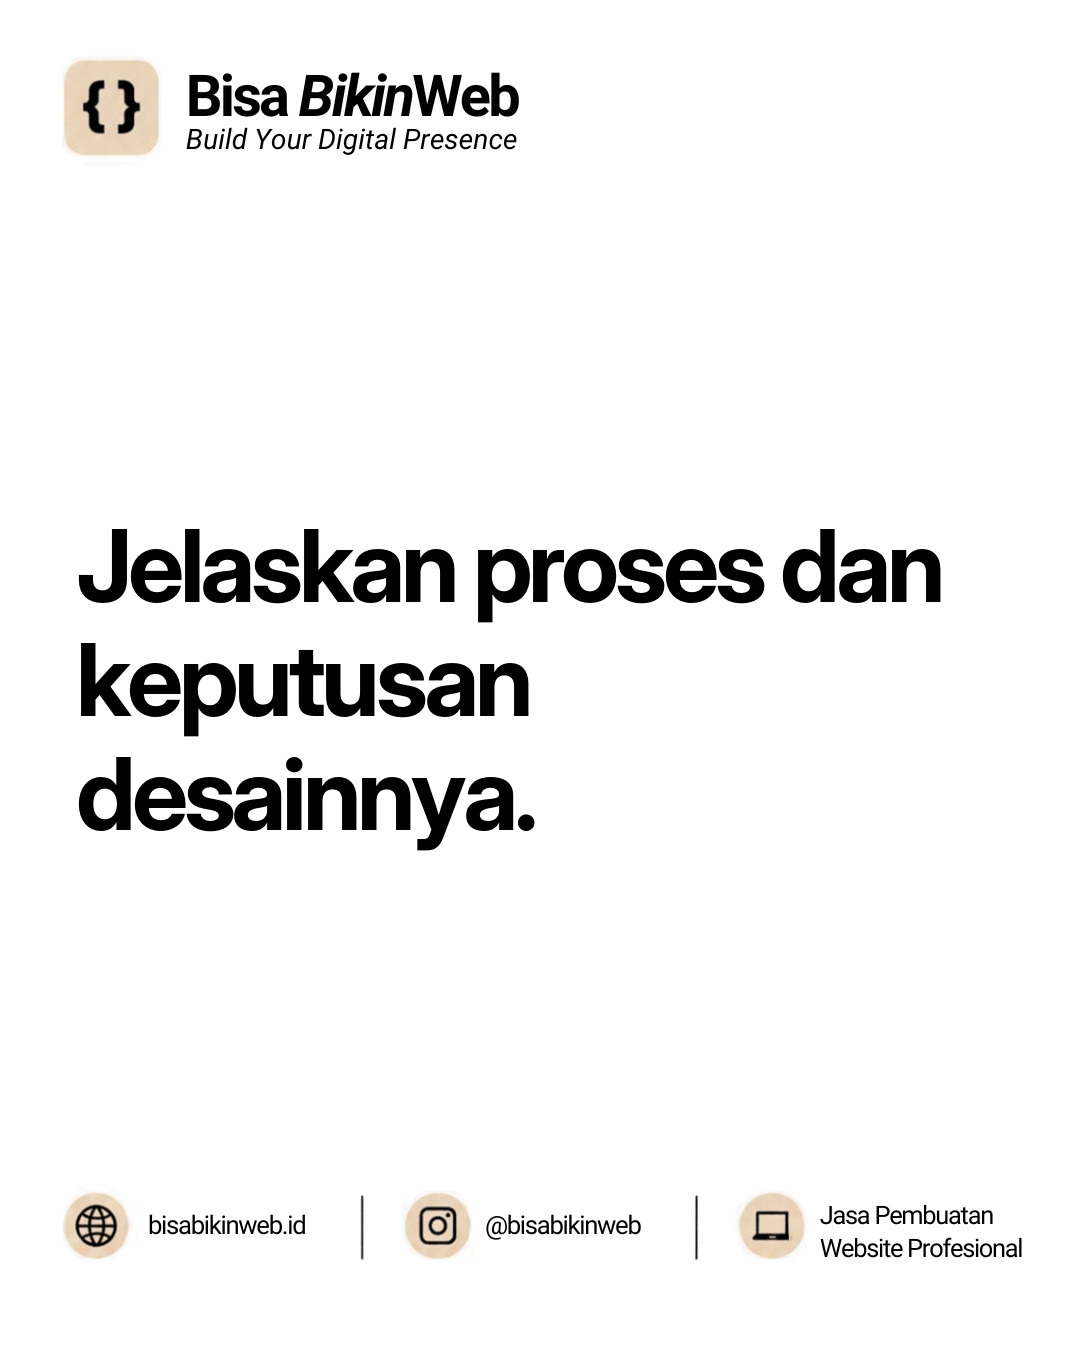 Bisa BikinWeb
Build Your Digital Presence
Jelaskan proses dan
keputusan
desainnya.
bisabikinweb.id
@bisabikinweb
Jasa Pembuatan
Website Profesional